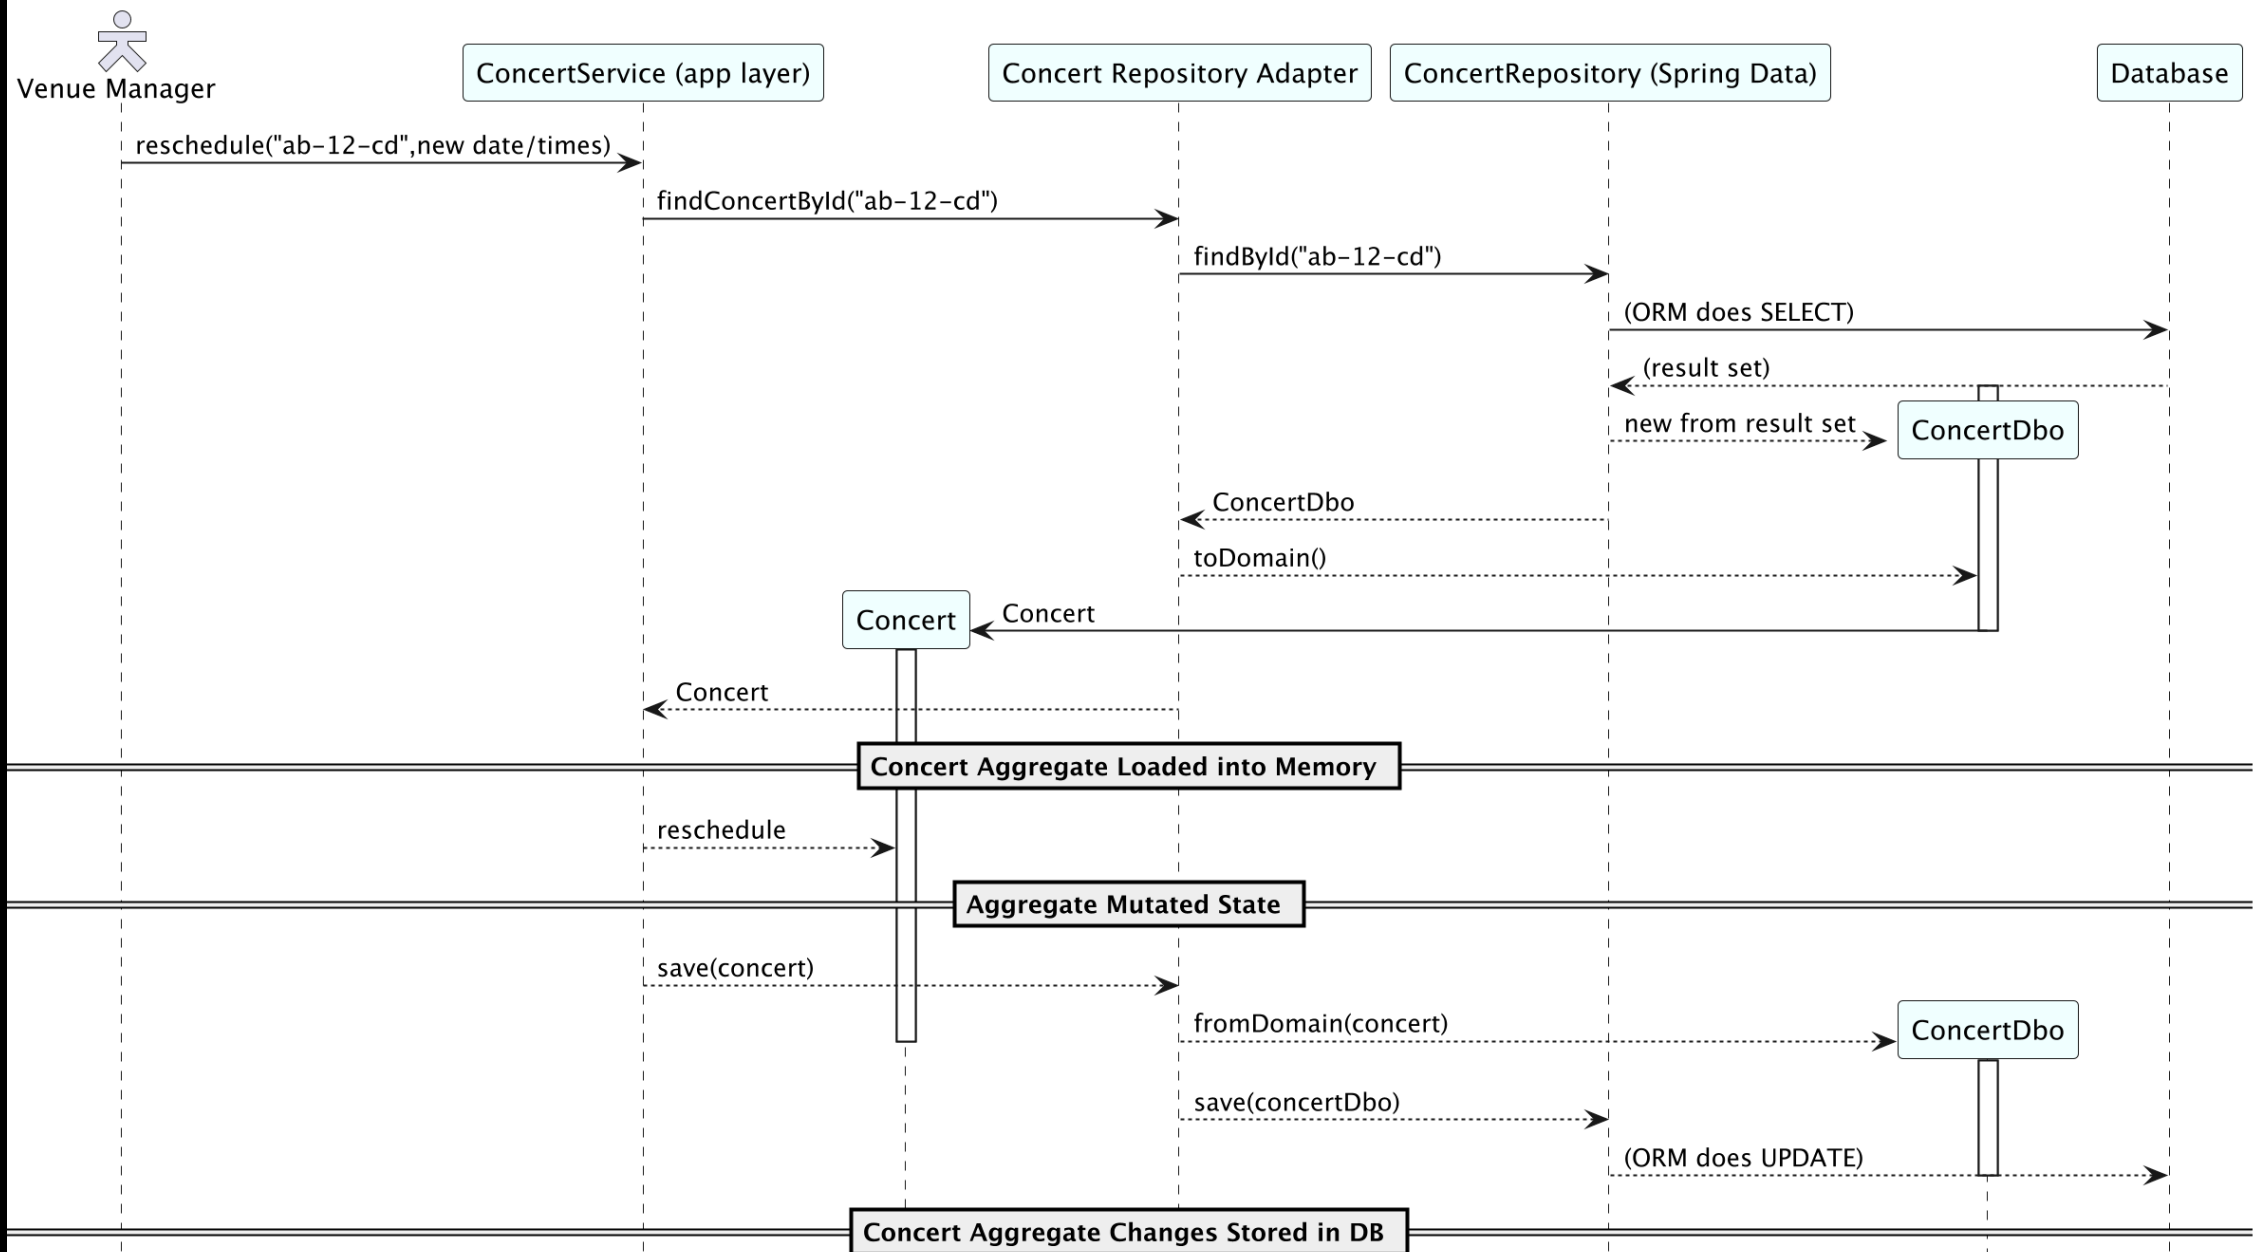 Venue Manager
ConcertService (app layer)
Concert Repository Adapter
ConcertRepository (Spring Data)
Database
reschedule("ab-12-cd",new date/times)
findConcertById("ab-12-cd")
findById("ab-12-cd")
(ORM does SELECT)
(result set)
new from result set
ConcertDbo
ConcertDbo
toDomain()
Concert
Concert
Concert
Concert Aggregate Loaded into Memory
reschedule
Aggregate Mutated State
save(concert)
fromDomain(concert)
ConcertDbo
save(concertDbo)
(ORM does UPDATE)
Concert Aggregate Changes Stored in DB